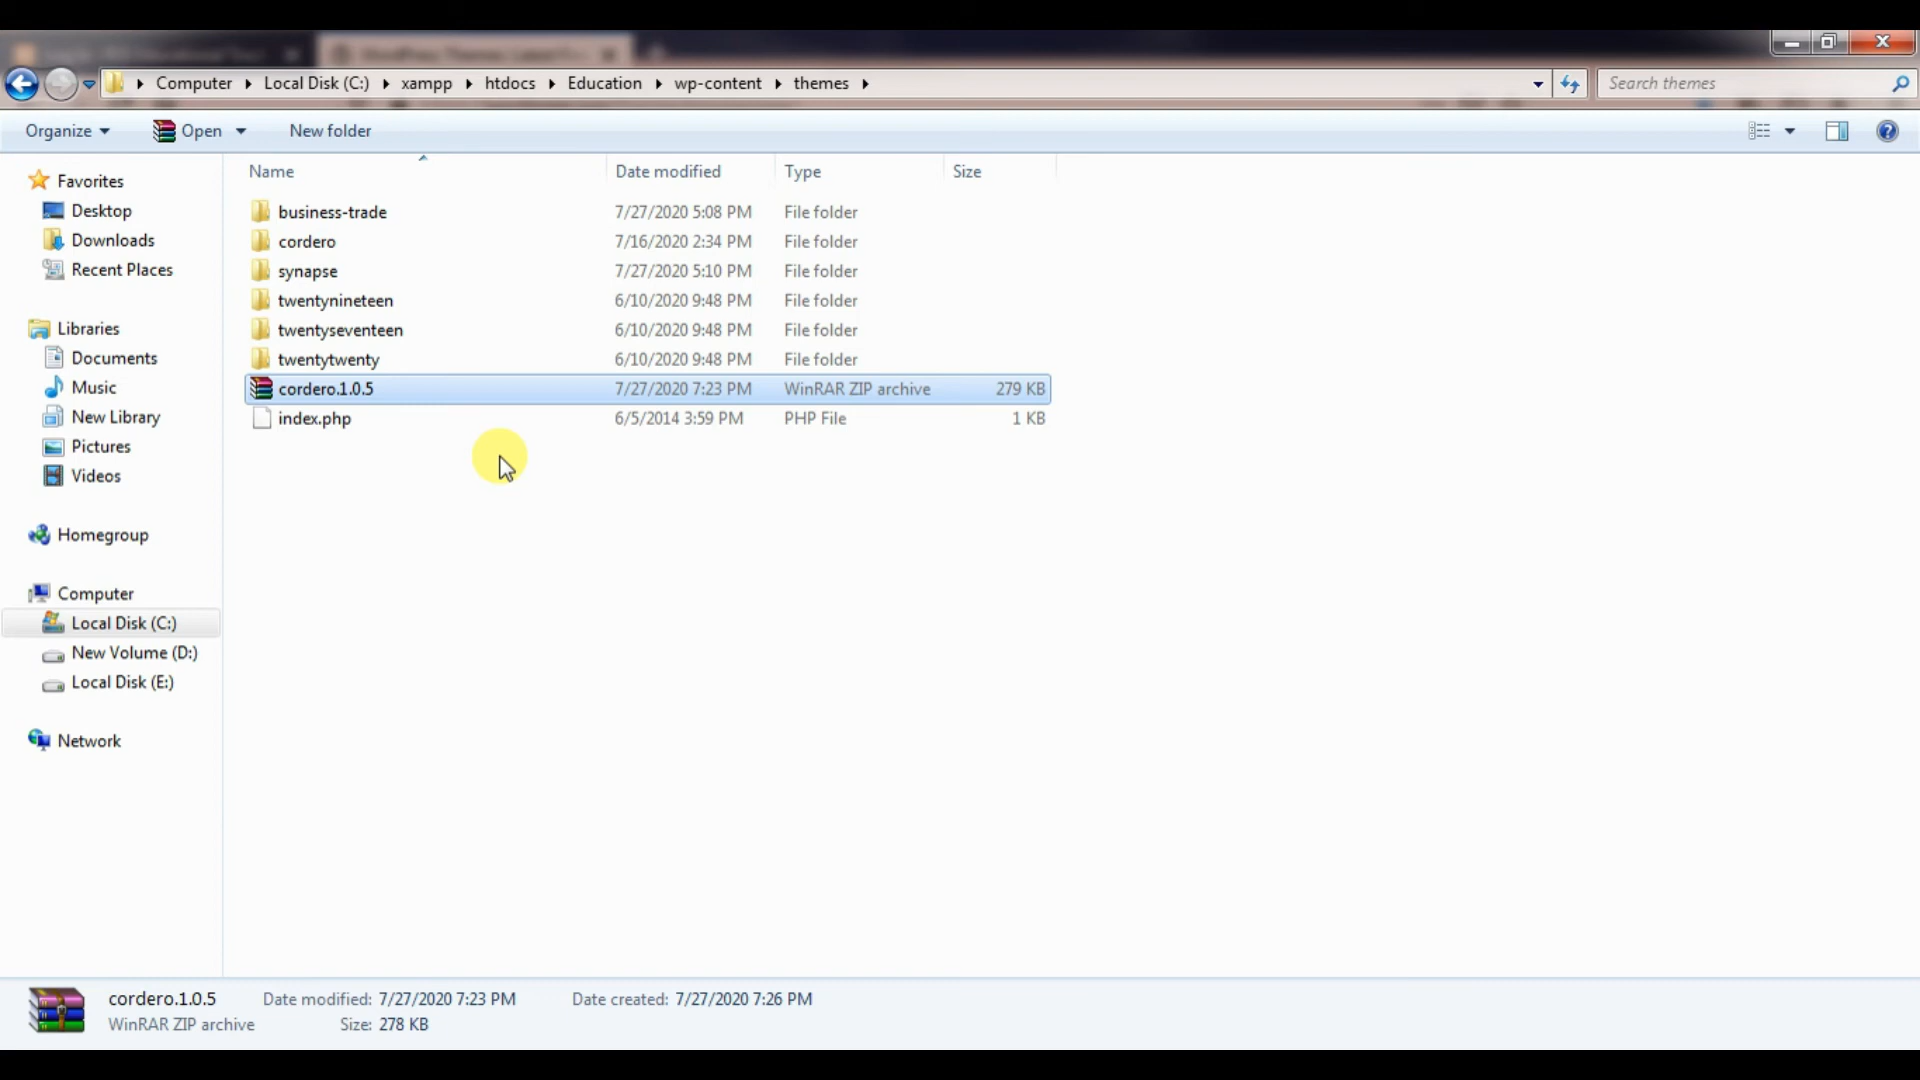 Computer Local Disk (C:) xampp htdocs Education wp-content themes Search themes
Organize Open New folder
Name Date modified Type Size
Favorites
Desktop
Downloads
Recent Places
Libraries
Documents
Music
New Library
Pictures
Videos
Homegroup
Computer
Local Disk (C:)
New Volume (D:)
Local Disk (E:)
Network
business-trade 7/27/2020 5:08 PM File folder
cordero 7/16/2020 2:34 PM File folder
synapse 7/27/2020 5:10 PM File folder
twentynineteen 6/10/2020 9:48 PM File folder
twentyseventeen 6/10/2020 9:48 PM File folder
twentytwenty 6/10/2020 9:48 PM File folder
cordero.1.0.5 7/27/2020 7:23 PM WinRAR ZIP archive 279 KB
index.php 6/5/2014 3:59 PM PHP File 1 KB
cordero.1.0.5 Date modified: 7/27/2020 7:23 PM Date created: 7/27/2020 7:26 PM
WinRAR ZIP archive Size: 278 KB